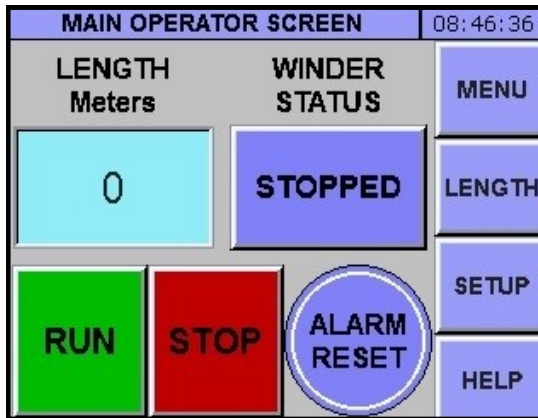 MAIN OPERATOR SCREEN
08:46:36
LENGTH
Meters
WINDER
STATUS
MENU
0
STOPPED
LENGTH
SETUP
RUN
STOP
ALARM
RESET
HELP